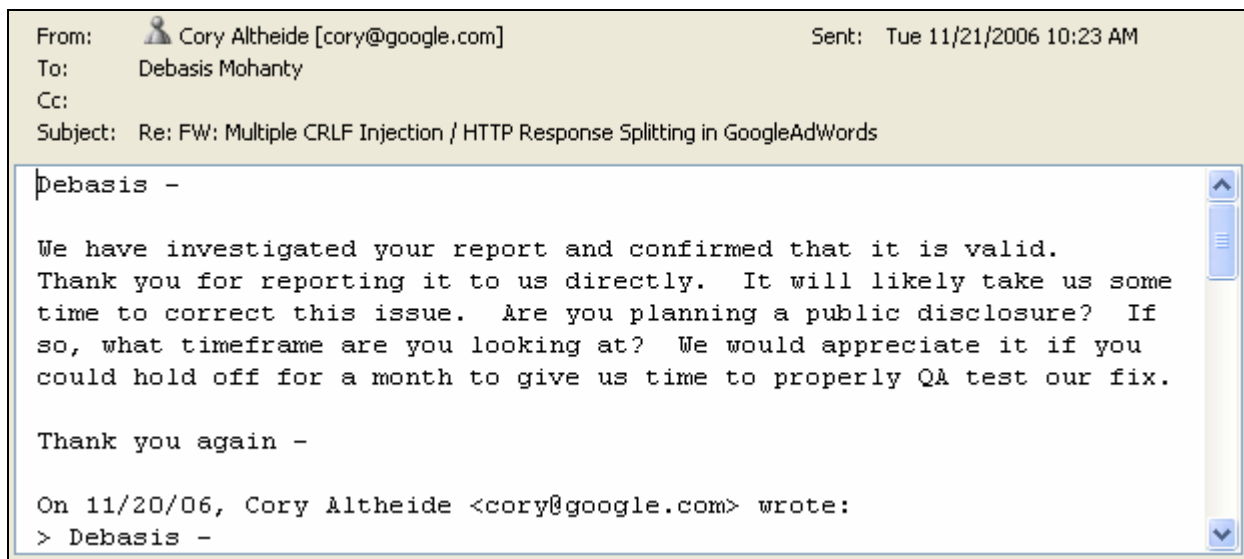 From: Cory Altheide [cory@google.com] Sent: Tue 11/21/2006 10:23 AM
To: Debasis Mohanty
Cc:
Subject: Re: FW: Multiple CRLF Injection / HTTP Response Splitting in GoogleAdWords
Debasis -
We have investigated your report and confirmed that it is valid.
Thank you for reporting it to us directly. It will likely take us some
time to correct this issue. Are you planning a public disclosure? If
so, what timeframe are you looking at? We would appreciate it if you
could hold off for a month to give us time to properly QA test our fix.
Thank you again -
On 11/20/06, Cory Altheide <cory@google.com> wrote:
> Debasis -